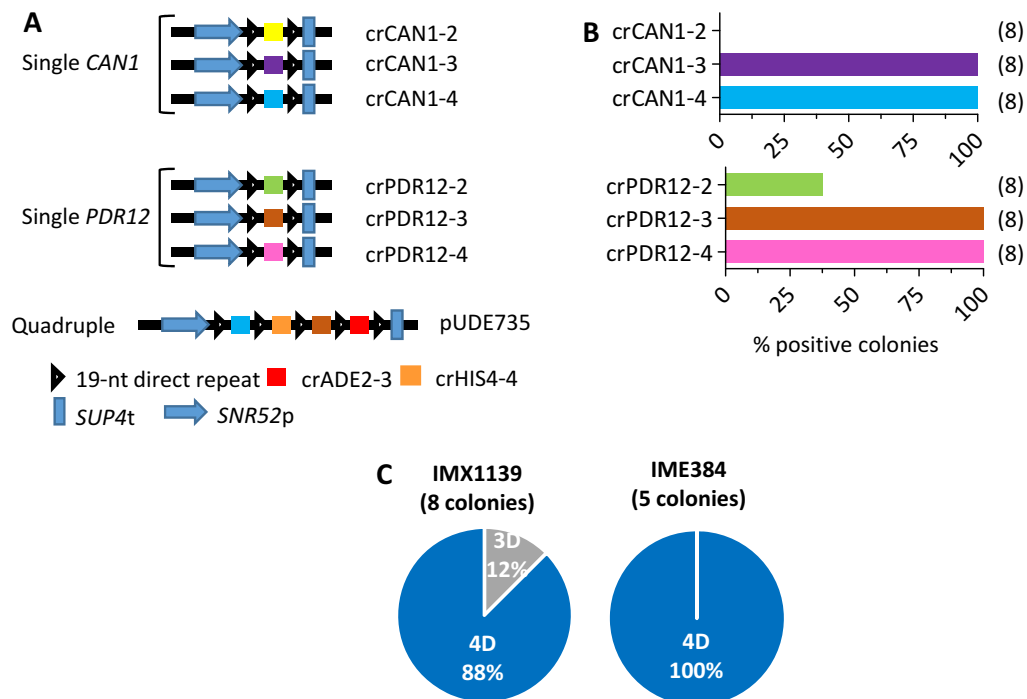 A
Single CAN1
crCAN1-2
crCAN1-3
crCAN1-4
Single PDR12
crPDR12-2
crPDR12-3
crPDR12-4
Quadruple
pUDE735
19-nt direct repeat
crADE2-3
crHIS4-4
SUP4t
SNR52p
B
crCAN1-2
(8)
crCAN1-3
(8)
crCAN1-4
(8)
0
25
50
75
100
crPDR12-2
(8)
crPDR12-3
(8)
crPDR12-4
(8)
0
25
50
75
100
% positive colonies
C
IMX1139
(8 colonies)
3D
12%
4D
88%
IME384
(5 colonies)
4D
100%